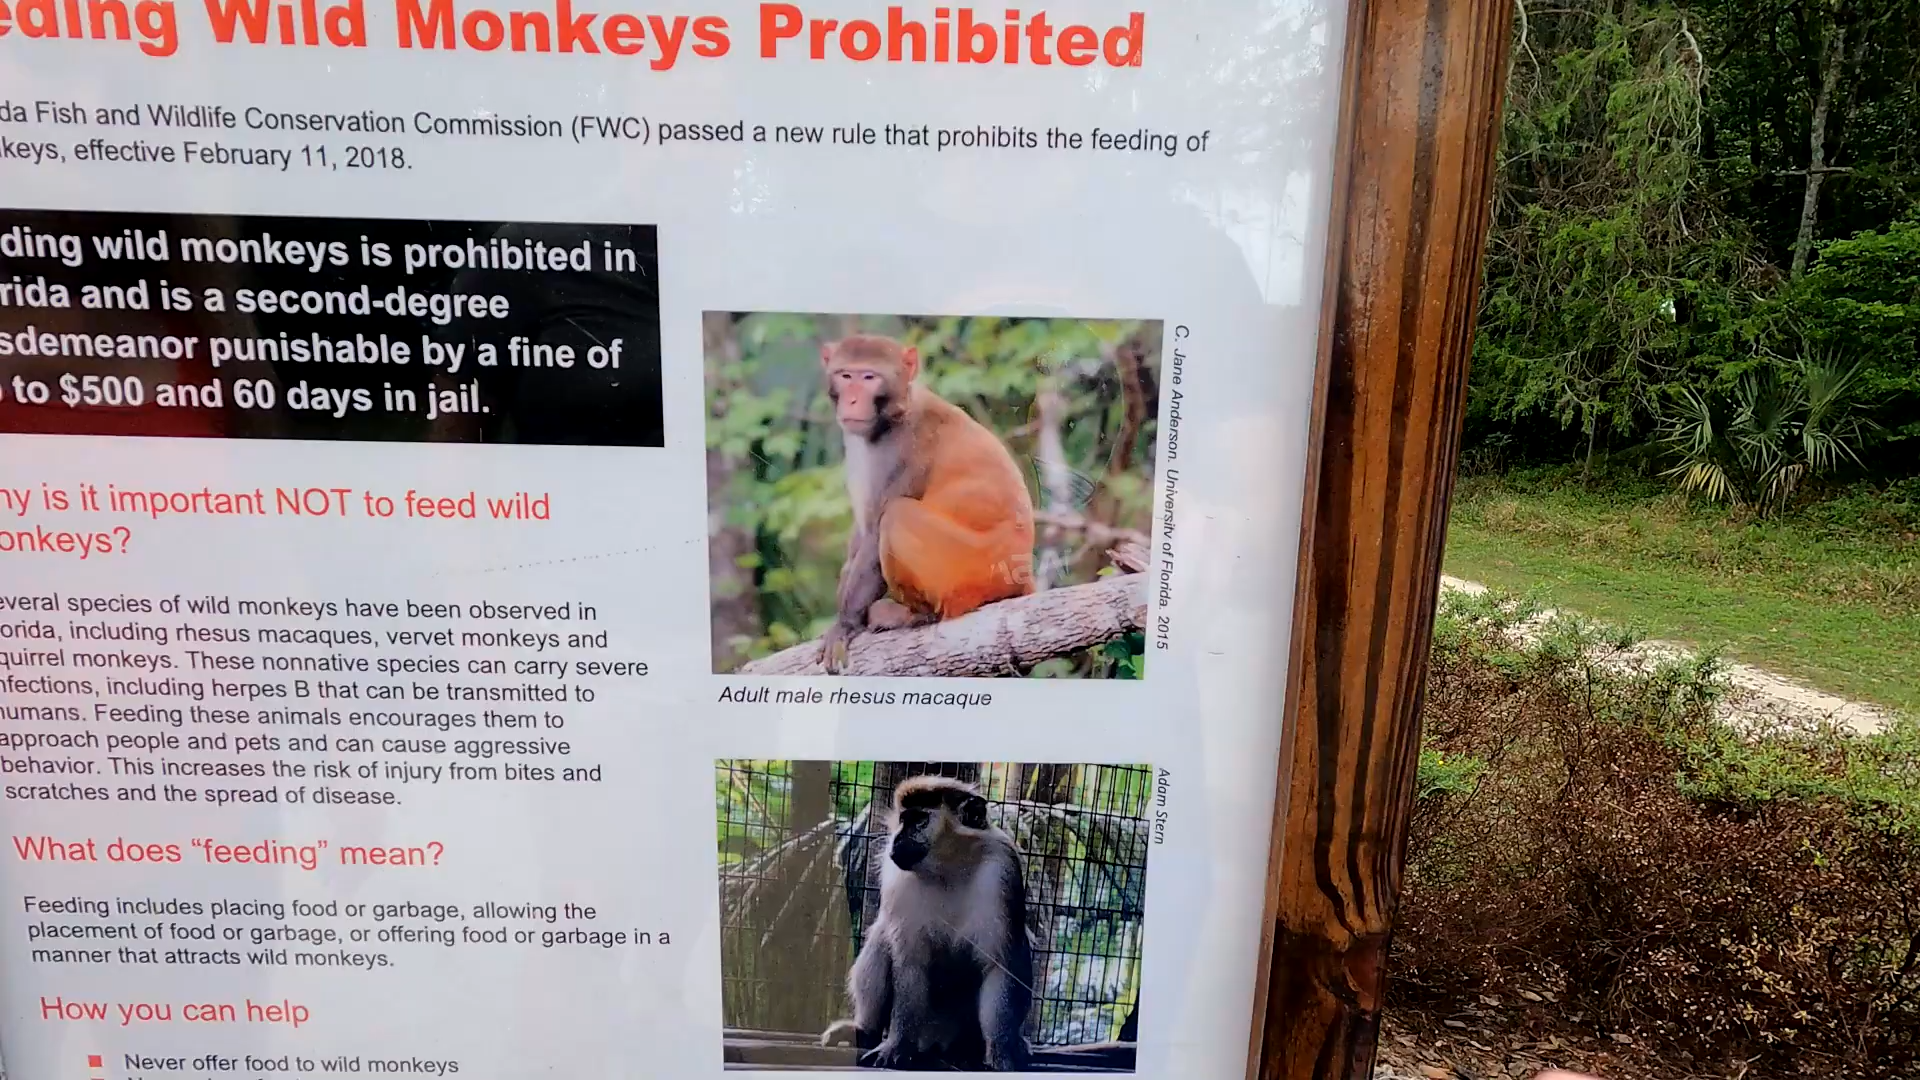 eding Wild Monkeys Prohibited
da Fish and Wildlife Conservation Commission (FWC) passed a new rule that prohibits the feeding of
keys, effective February 11, 2018.
ding wild monkeys is prohibited in
rida and is a second-degree
sdemeanor punishable by a fine of
to $500 and 60 days in jail.
hy is it important NOT to feed wild
onkeys?
everal species of wild monkeys have been observed in
orida, including rhesus macaques, vervet monkeys and
quirrel monkeys. These nonnative species can carry severe
nfections, including herpes B that can be transmitted to
humans. Feeding these animals encourages them to
approach people and pets and can cause aggressive
behavior. This increases the risk of injury from bites and
scratches and the spread of disease.
What does “feeding” mean?
Feeding includes placing food or garbage, allowing the
placement of food or garbage, or offering food or garbage in a
manner that attracts wild monkeys.
How you can help
Never offer food to wild monkeys
C. Jane Anderson. University of Florida. 2015
Adult male rhesus macaque
Adam Stern